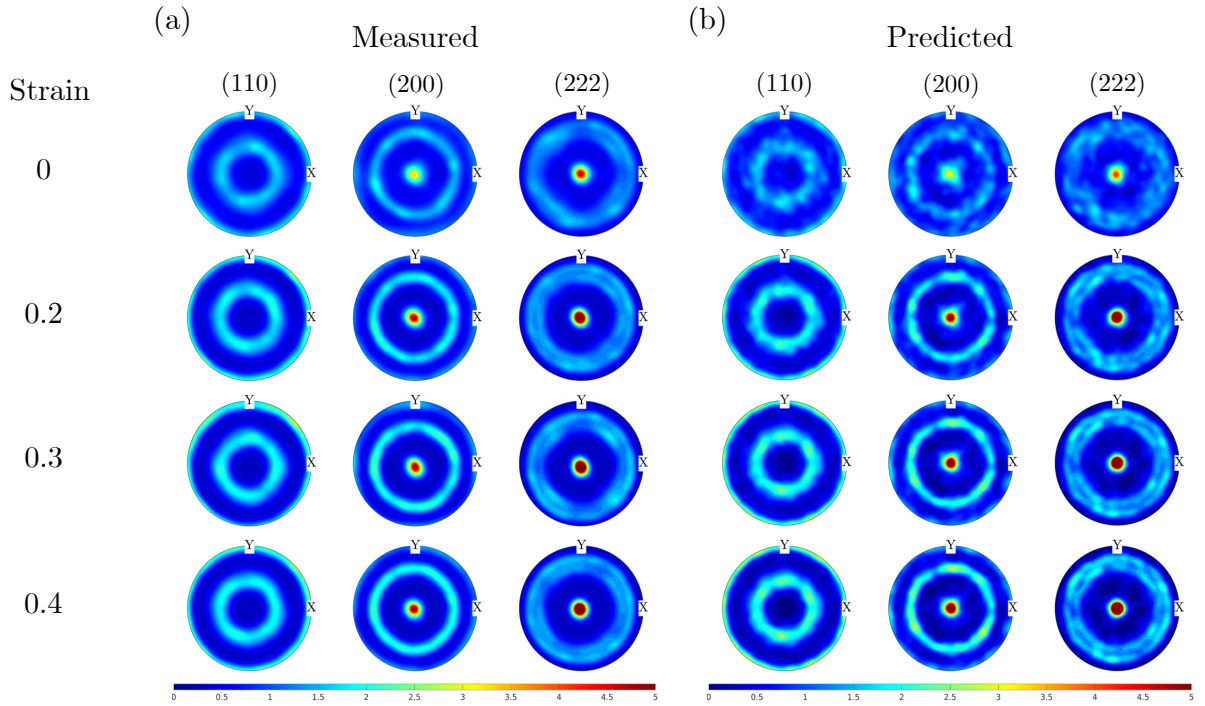 (a) (b)
Measured Predicted
Strain (110) (200) (222) (110) (200) (222)
Y Y Y Y Y Y
0 X X X X X X
Y Y Y Y Y Y
0.2 X X X X X X
Y Y Y Y Y Y
0.3 X X X X X X
Y Y Y Y Y Y
0.4 X X X X X X
0 0.5 1 1.5 2 2.5 3 3.5 4 4.5 5 0 0.5 1 1.5 2 2.5 3 3.5 4 4.5 5